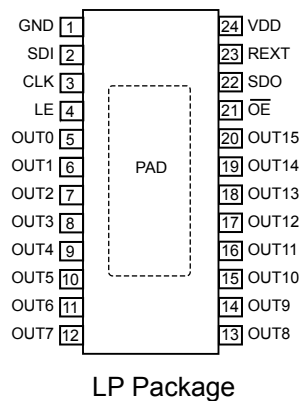 GND 1 24 VDD
SDI 2 23 REXT
CLK 3 22 SDO
LE 4 21 O̅E̅
OUT0 5 20 OUT15
OUT1 6 PAD 19 OUT14
OUT2 7 18 OUT13
OUT3 8 17 OUT12
OUT4 9 16 OUT11
OUT5 10 15 OUT10
OUT6 11 14 OUT9
OUT7 12 13 OUT8
LP Package